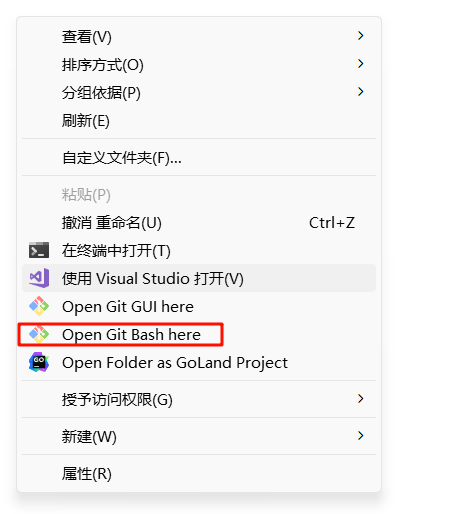 查看(V)
排序方式(O)
分组依据(P)
刷新(E)
自定义文件夹(F)...
粘贴(P)
撤消 重命名(U) Ctrl+Z
在终端中打开(T)
使用 Visual Studio 打开(V)
Open Git GUI here
Open Git Bash here
GO Open Folder as GoLand Project
授予访问权限(G)
新建(W)
属性(R)